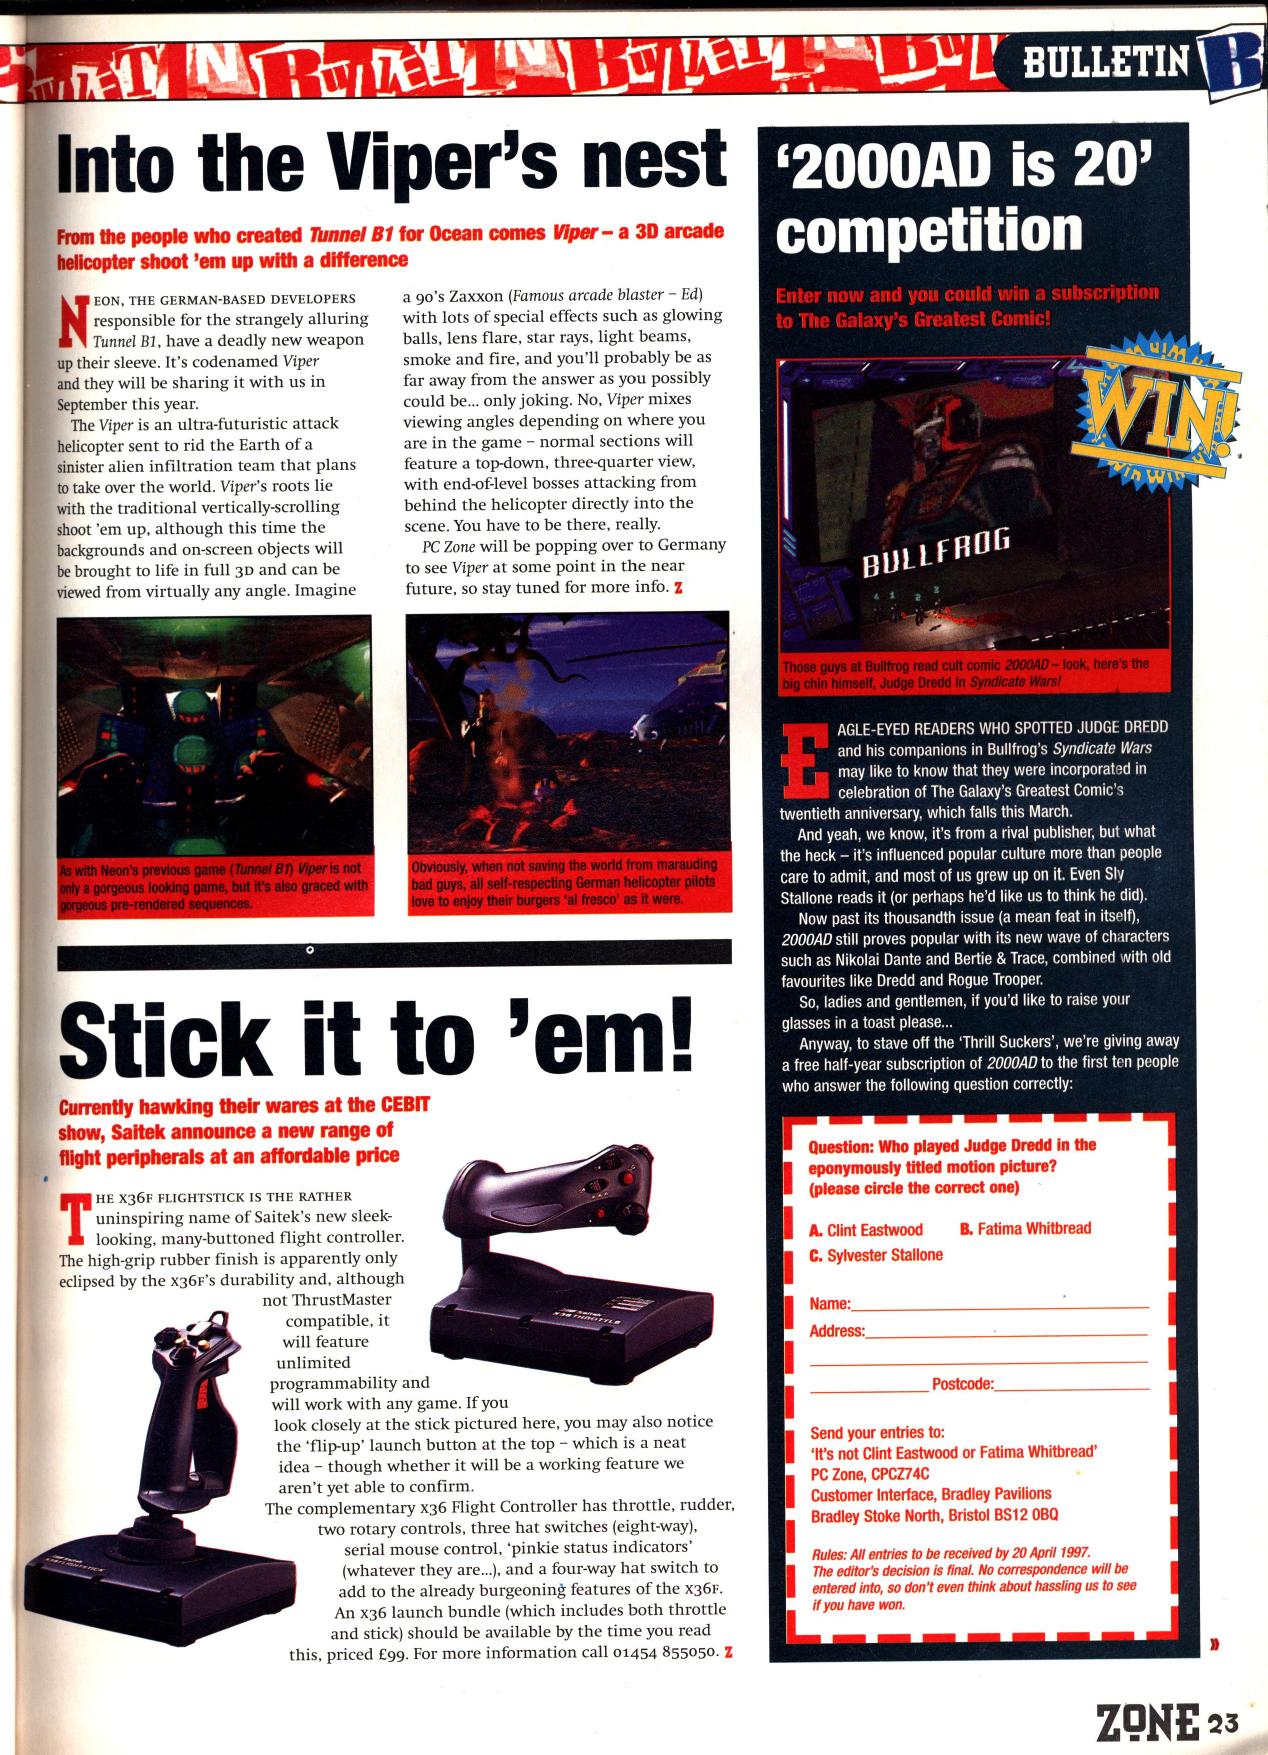 BULLETIN BULLETIN BULLETIN BU
BULLETIN B
Into the Viper's nest
From the people who created Tunnel B1 for Ocean comes Viper – a 3D arcade
helicopter shoot 'em up with a difference
NEON, THE GERMAN-BASED DEVELOPERS
responsible for the strangely alluring
Tunnel B1, have a deadly new weapon
up their sleeve. It's codenamed Viper
and they will be sharing it with us in
September this year.
The Viper is an ultra-futuristic attack
helicopter sent to rid the Earth of a
sinister alien infiltration team that plans
to take over the world. Viper's roots lie
with the traditional vertically-scrolling
shoot 'em up, although this time the
backgrounds and on-screen objects will
be brought to life in full 3D and can be
viewed from virtually any angle. Imagine
a 90's Zaxxon (Famous arcade blaster – Ed)
with lots of special effects such as glowing
balls, lens flare, star rays, light beams,
smoke and fire, and you'll probably be as
far away from the answer as you possibly
could be... only joking. No, Viper mixes
viewing angles depending on where you
are in the game – normal sections will
feature a top-down, three-quarter view,
with end-of-level bosses attacking from
behind the helicopter directly into the
scene. You have to be there, really.
PC Zone will be popping over to Germany
to see Viper at some point in the near
future, so stay tuned for more info. Z
As with Neon's previous game (Tunnel B1) Viper is not
only a gorgeous looking game, but it's also graced with
gorgeous pre-rendered sequences.
Obviously, when not saving the world from marauding
bad guys, all self-respecting German helicopter pilots
love to enjoy their burgers 'al fresco' as it were.
Stick it to 'em!
Currently hawking their wares at the CEBIT
show, Saitek announce a new range of
flight peripherals at an affordable price
THE X36F FLIGHTSTICK IS THE RATHER
uninspiring name of Saitek's new sleek-
looking, many-buttoned flight controller.
The high-grip rubber finish is apparently only
eclipsed by the X36F's durability and, although
not ThrustMaster
compatible, it
will feature
unlimited
programmability and
will work with any game. If you
look closely at the stick pictured here, you may also notice
the 'flip-up' launch button at the top – which is a neat
idea – though whether it will be a working feature we
aren't yet able to confirm.
The complementary X36 Flight Controller has throttle, rudder,
two rotary controls, three hat switches (eight-way),
serial mouse control, 'pinkie status indicators'
(whatever they are...), and a four-way hat switch to
add to the already burgeoning features of the X36F.
An X36 launch bundle (which includes both throttle
and stick) should be available by the time you read
this, priced £99. For more information call 01454 855050. Z
Saitek
X36 THROTTLE
Saitek
X36 FLIGHTSTICK
'2000AD is 20'
competition
Enter now and you could win a subscription
to The Galaxy's Greatest Comic!
WIN!
BULLFROG
4 1 2 3
Those guys at Bullfrog read cult comic 2000AD – look, here's the
big chin himself, Judge Dredd in Syndicate Wars!
EAGLE-EYED READERS WHO SPOTTED JUDGE DREDD
and his companions in Bullfrog's Syndicate Wars
may like to know that they were incorporated in
celebration of The Galaxy's Greatest Comic's
twentieth anniversary, which falls this March.
And yeah, we know, it's from a rival publisher, but what
the heck – it's influenced popular culture more than people
care to admit, and most of us grew up on it. Even Sly
Stallone reads it (or perhaps he'd like us to think he did).
Now past its thousandth issue (a mean feat in itself),
2000AD still proves popular with its new wave of characters
such as Nikolai Dante and Bertie & Trace, combined with old
favourites like Dredd and Rogue Trooper.
So, ladies and gentlemen, if you'd like to raise your
glasses in a toast please...
Anyway, to stave off the 'Thrill Suckers', we're giving away
a free half-year subscription of 2000AD to the first ten people
who answer the following question correctly:
Question: Who played Judge Dredd in the
eponymously titled motion picture?
(please circle the correct one)
A. Clint Eastwood B. Fatima Whitbread
C. Sylvester Stallone
Name:
Address:
Postcode:
Send your entries to:
'It's not Clint Eastwood or Fatima Whitbread'
PC Zone, CPCZ74C
Customer Interface, Bradley Pavilions
Bradley Stoke North, Bristol BS12 0BQ
Rules: All entries to be received by 20 April 1997.
The editor's decision is final. No correspondence will be
entered into, so don't even think about hassling us to see
if you have won.
»
ZONE 23